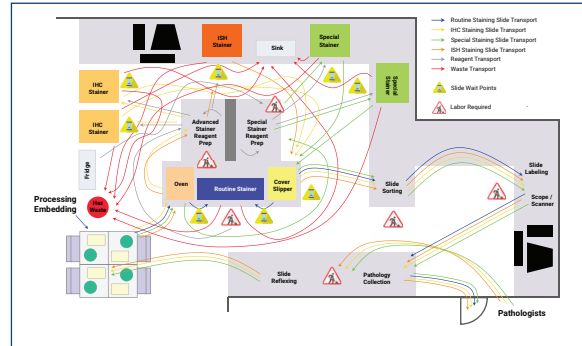 ISH
Stainer
Sink
Special
Stainer
Routine Staining Slide Transport
IHC Staining Slide Transport
Special Staining Slide Transport
ISH Staining Slide Transport
Reagent Transport
Waste Transport
Slide Wait Points
Labor Required
IHC
Stainer
Special
Stainer
IHC
Stainer
Advanced
Stainer
Reagent
Prep
Special
Stainer
Reagent
Prep
Fridge
Oven
Routine Stainer
Cover
Slipper
Slide
Sorting
Slide
Labeling
Scope /
Scanner
Processing
Embedding
Haz
Waste
Slide
Reflexing
Pathology
Collection
Pathologists